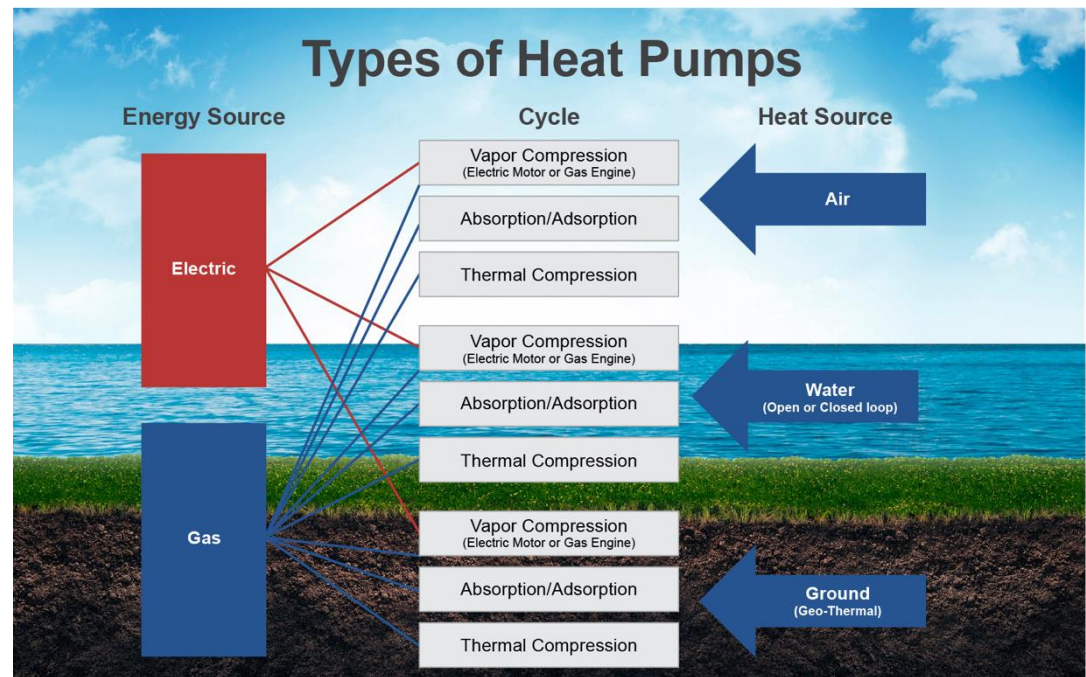 Types of Heat Pumps
Energy Source
Cycle
Heat Source
Electric
Gas
Vapor Compression
(Electric Motor or Gas Engine)
Absorption/Adsorption
Thermal Compression
Air
Vapor Compression
(Electric Motor or Gas Engine)
Absorption/Adsorption
Thermal Compression
Water
(Open or Closed loop)
Vapor Compression
(Electric Motor or Gas Engine)
Absorption/Adsorption
Thermal Compression
Ground
(Geo-Thermal)